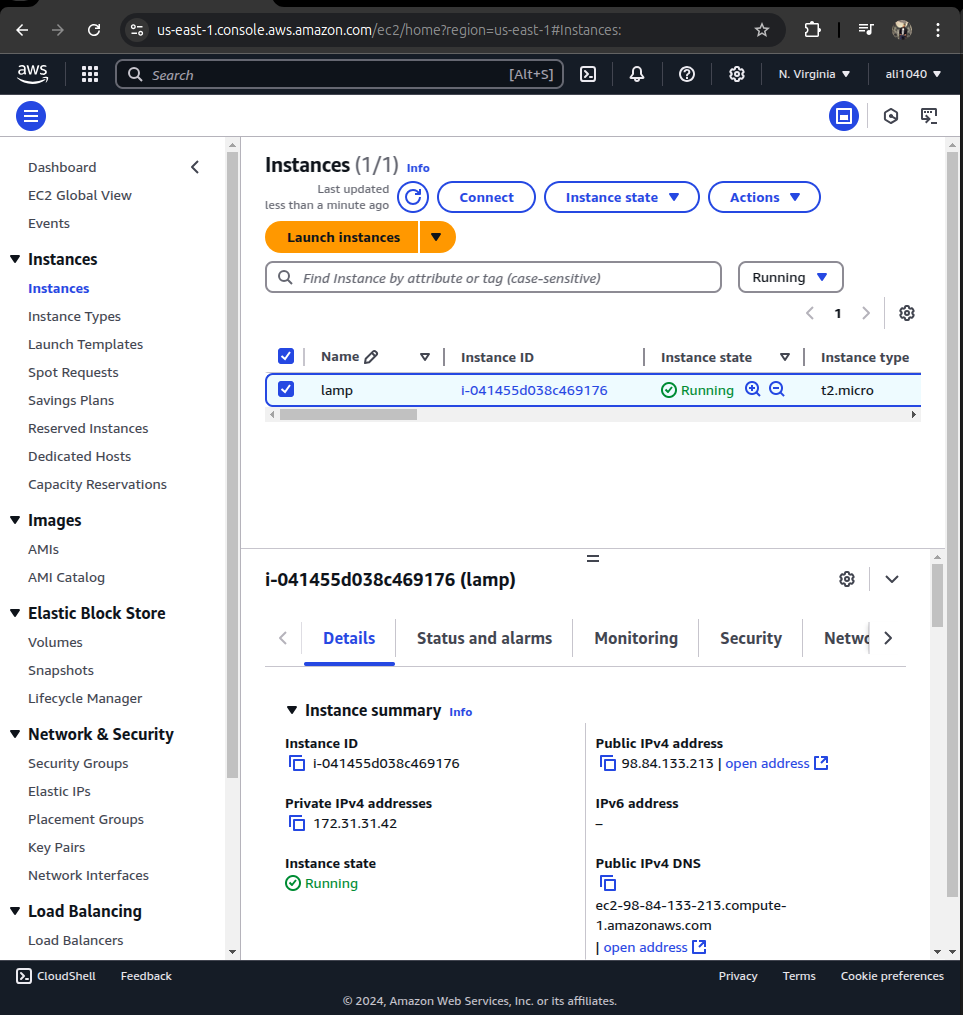 us-east-1.console.aws.amazon.com/ec2/home?region=us-east-1#Instances:
aws
Search
[Alt+S]
N. Virginia
ali1040
Dashboard
EC2 Global View
Events
Instances
Instances
Instance Types
Launch Templates
Spot Requests
Savings Plans
Reserved Instances
Dedicated Hosts
Capacity Reservations
Images
AMIs
AMI Catalog
Elastic Block Store
Volumes
Snapshots
Lifecycle Manager
Network & Security
Security Groups
Elastic IPs
Placement Groups
Key Pairs
Network Interfaces
Load Balancing
Load Balancers
Instances (1/1) Info
Last updated
less than a minute ago
Connect
Instance state
Actions
Launch instances
Find Instance by attribute or tag (case-sensitive)
Running
1
Name Instance ID Instance state Instance type
lamp i-041455d038c469176 Running t2.micro
i-041455d038c469176 (lamp)
Details Status and alarms Monitoring Security Netwo
Instance summary Info
Instance ID
i-041455d038c469176
Private IPv4 addresses
172.31.31.42
Instance state
Running
Public IPv4 address
98.84.133.213 | open address
IPv6 address
–
Public IPv4 DNS
ec2-98-84-133-213.compute-
1.amazonaws.com
| open address
CloudShell Feedback Privacy Terms Cookie preferences
© 2024, Amazon Web Services, Inc. or its affiliates.